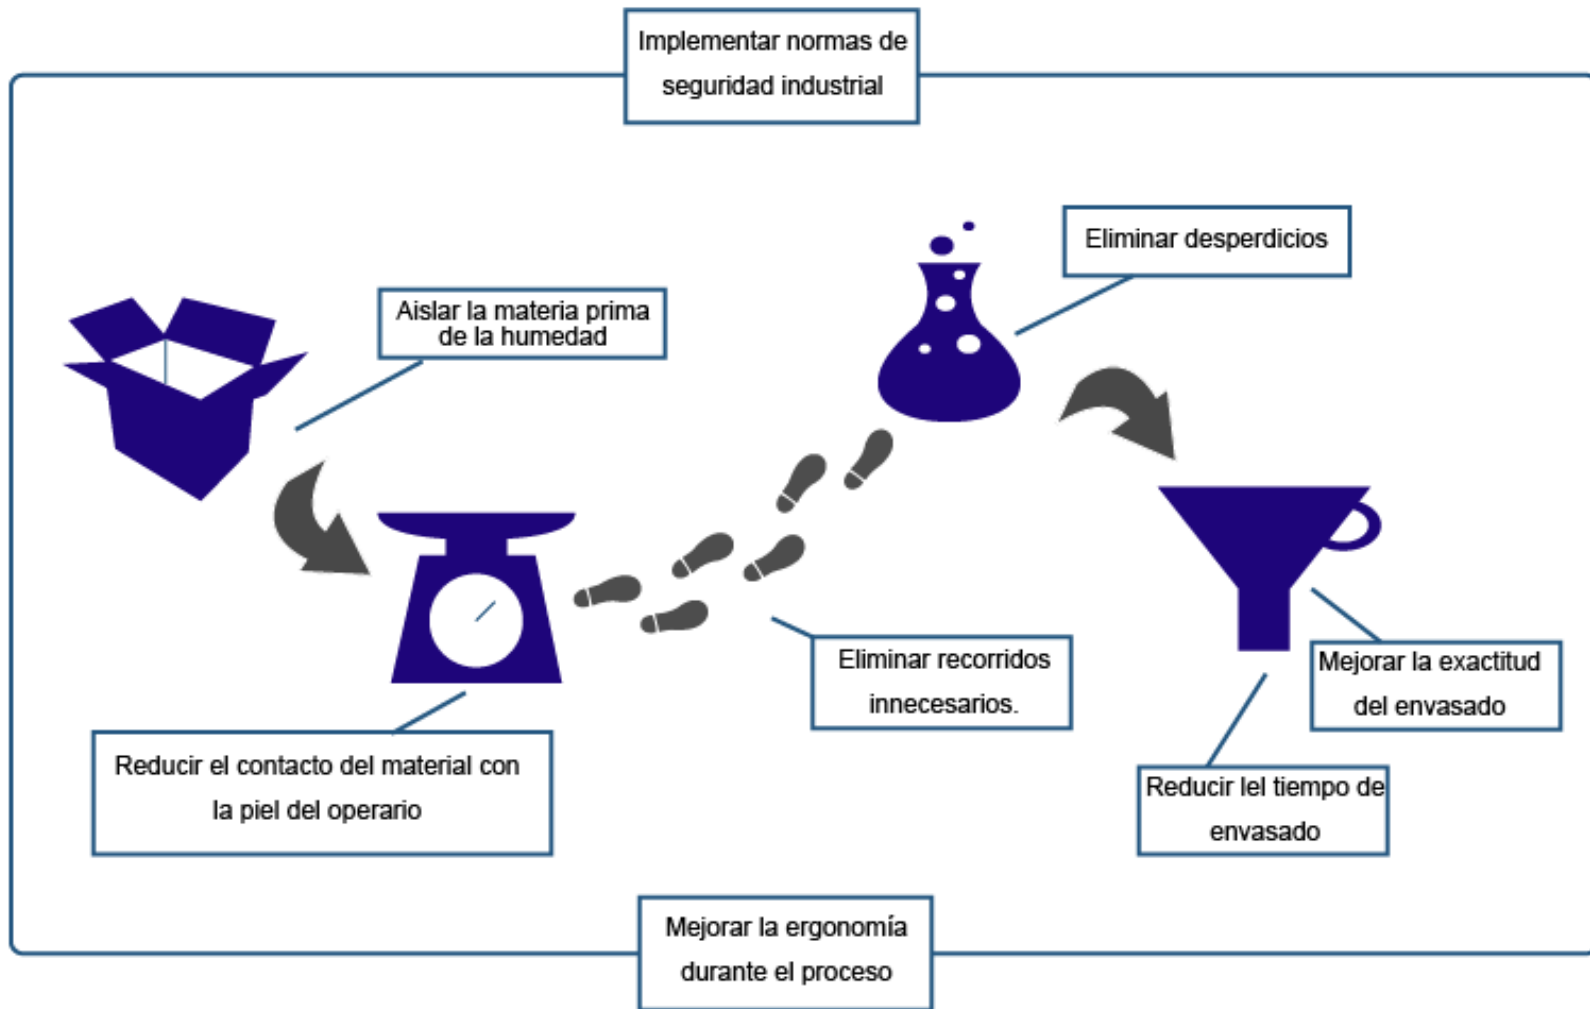 Implementar normas de
seguridad industrial
Eliminar desperdicios
Aislar la materia prima
de la humedad
Eliminar recorridos
innecesarios.
Mejorar la exactitud
del envasado
Reducir el contacto del material con
la piel del operario
Reducir lel tiempo de
envasado
Mejorar la ergonomía
durante el proceso